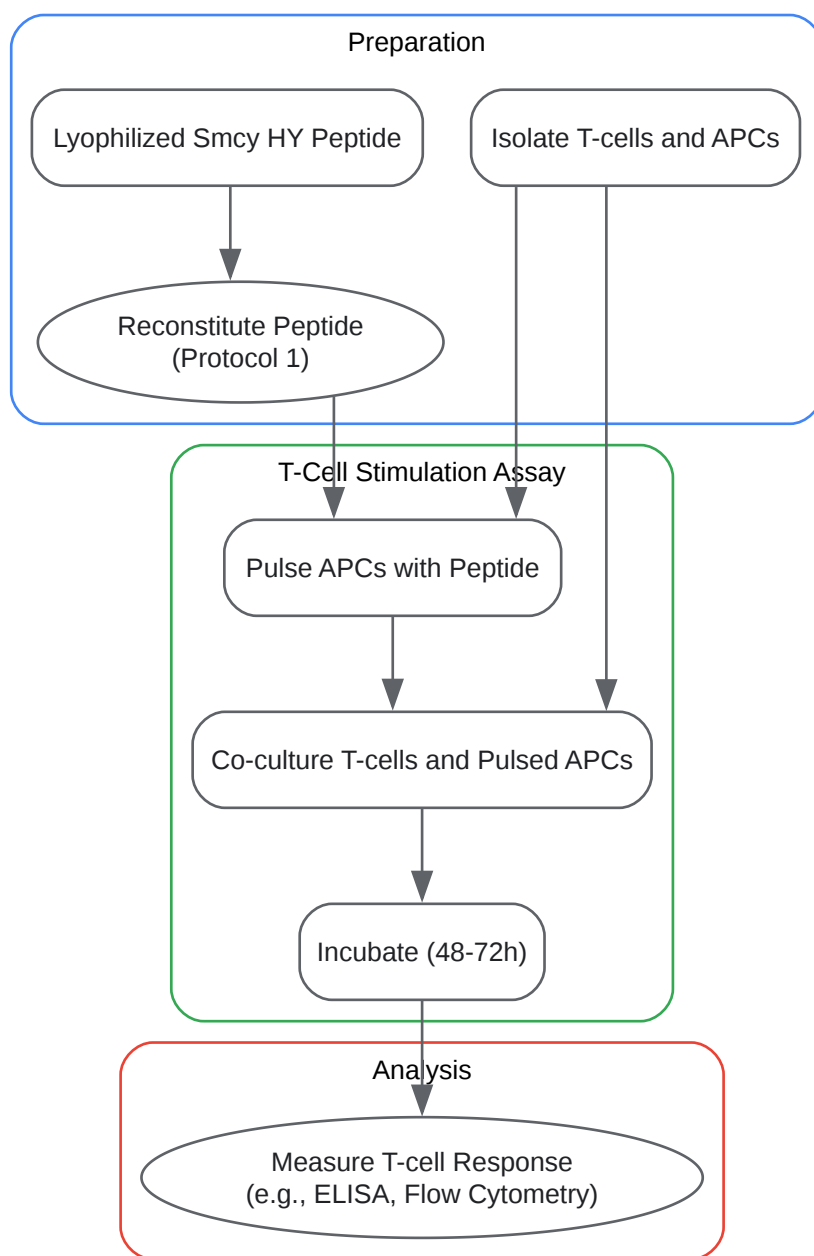 Preparation
Lyophilized Smcy HY Peptide
Isolate T-cells and APCs
Reconstitute Peptide
(Protocol 1)
T-Cell Stimulation Assay
Pulse APCs with Peptide
Co-culture T-cells and Pulsed APCs
Incubate (48-72h)
Analysis
Measure T-cell Response
(e.g., ELISA, Flow Cytometry)